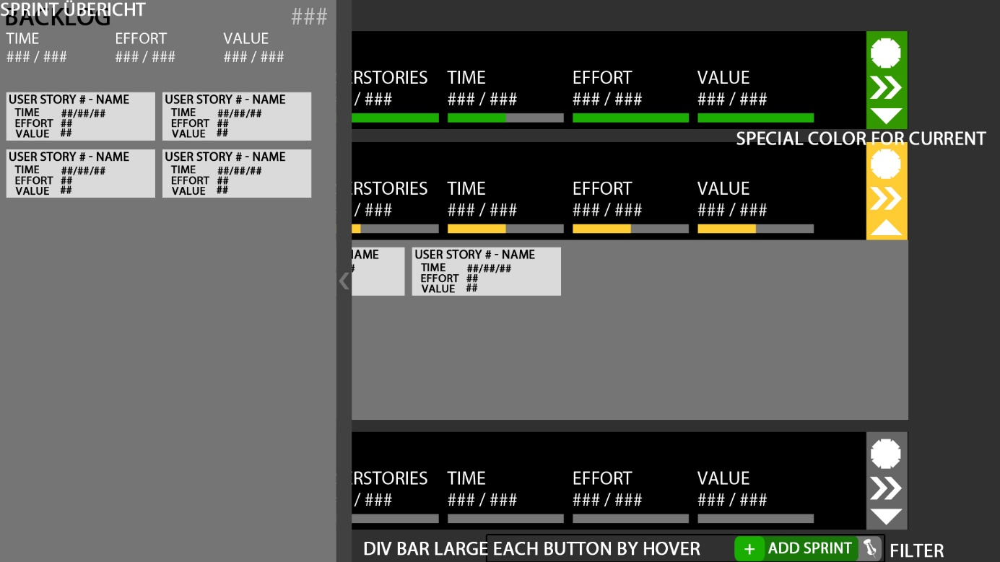 SPRINT ÜBERICHT
BACKLOG ###
TIME EFFORT VALUE
### / ### ### / ### ### / ###
USER STORY # - NAME
TIME ##/##/##
EFFORT ##
VALUE ##
USER STORY # - NAME
TIME ##/##/##
EFFORT ##
VALUE ##
USER STORY # - NAME
TIME ##/##/##
EFFORT ##
VALUE ##
USER STORY # - NAME
TIME ##/##/##
EFFORT ##
VALUE ##
ERSTORIES TIME EFFORT VALUE
/ ### ### / ### ### / ### ### / ###
SPECIAL COLOR FOR CURRENT
ERSTORIES TIME EFFORT VALUE
/ ### ### / ### ### / ### ### / ###
NAME
#
USER STORY # - NAME
TIME ##/##/##
EFFORT ##
VALUE ##
ERSTORIES TIME EFFORT VALUE
/ ### ### / ### ### / ### ### / ###
DIV BAR LARGE EACH BUTTON BY HOVER + ADD SPRINT FILTER